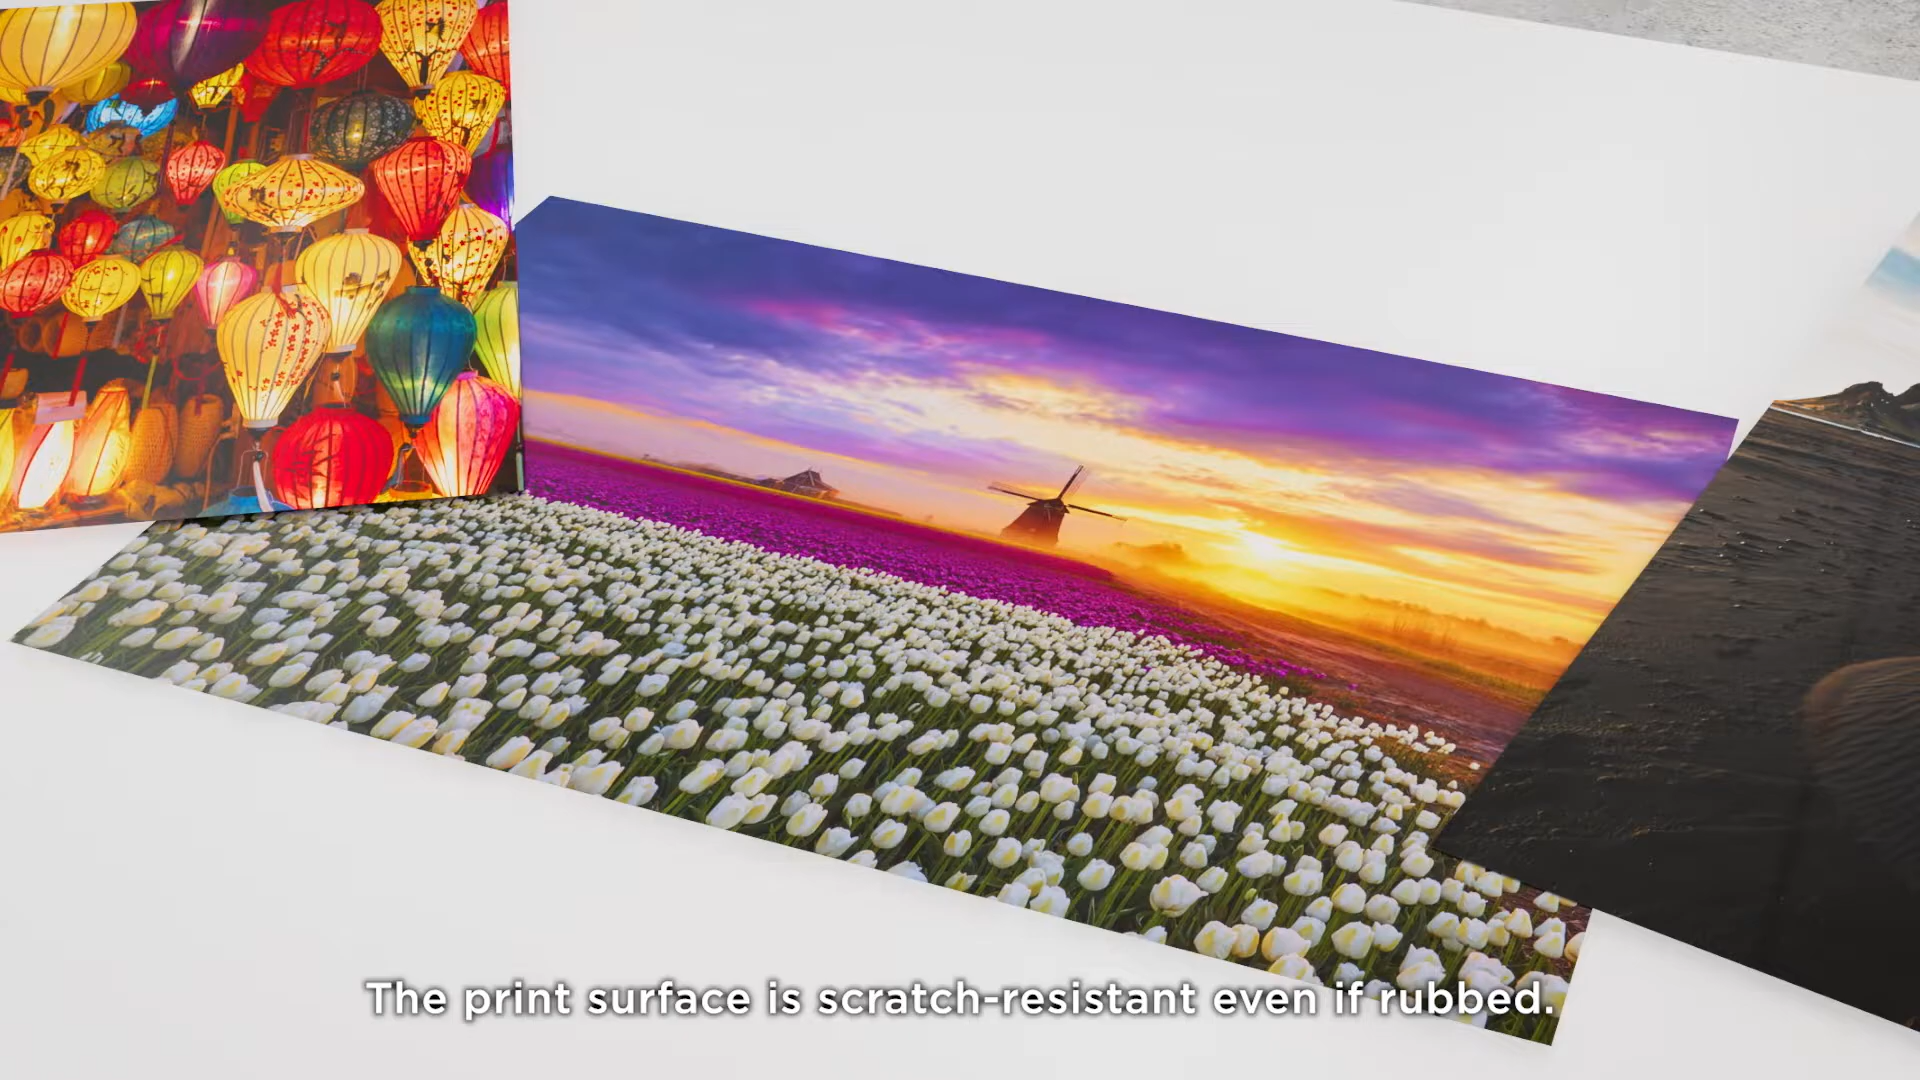 The print surface is scratch-resistant even if rubbed.